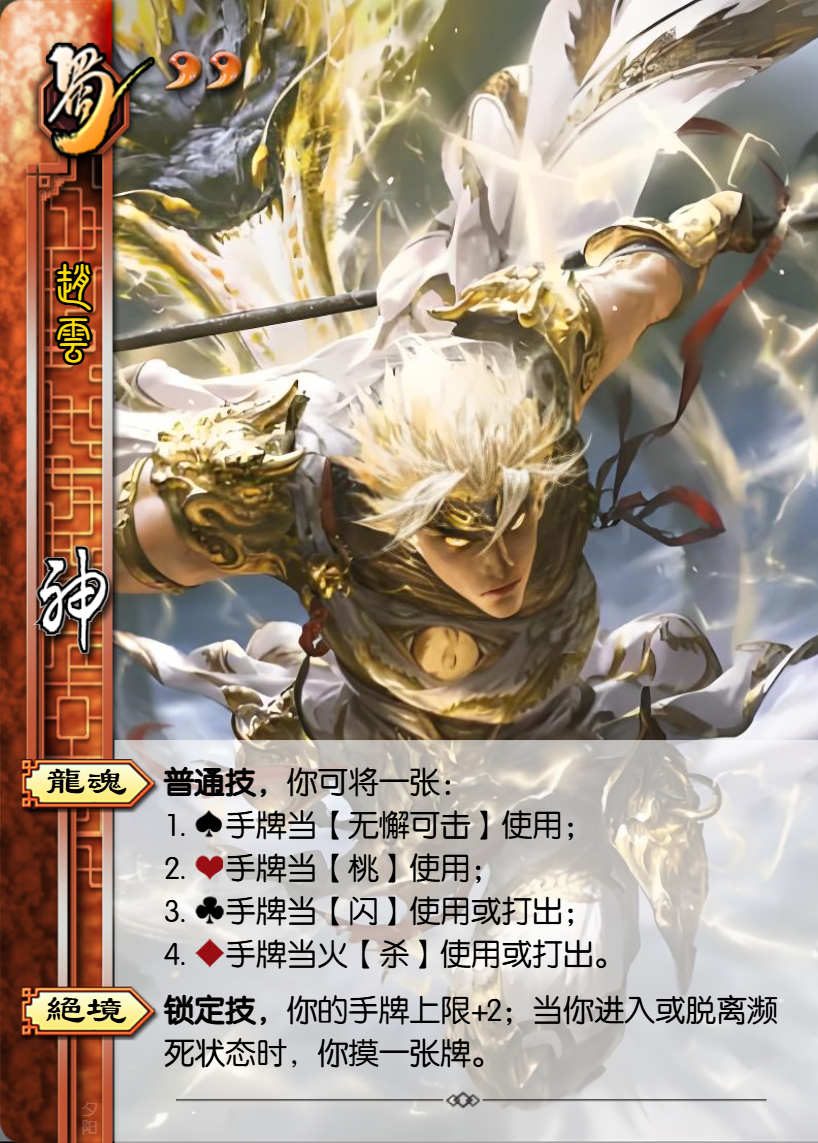 蜀
趙雲
神
龍魂
普通技，你可将一张：
1. ♠手牌当【无懈可击】使用；
2. ♥手牌当【桃】使用；
3. ♣手牌当【闪】使用或打出；
4. ♦手牌当火【杀】使用或打出。
絕境
锁定技，你的手牌上限+2；当你进入或脱离濒
死状态时，你摸一张牌。
夕阳